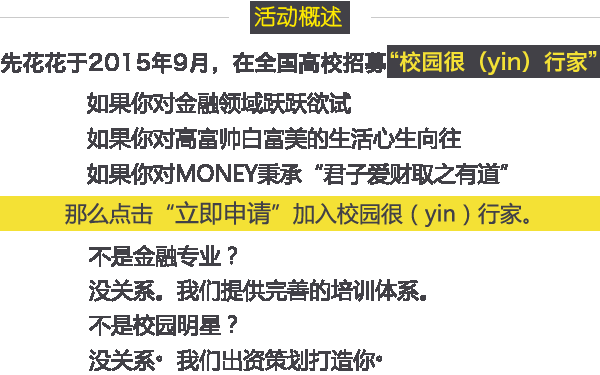 活动概述
先花花于2015年9月，在全国高校招募“校园很（yin）行家”
如果你对金融领域跃跃欲试
如果你对高富帅白富美的生活心生向往
如果你对MONEY秉承“君子爱财取之有道”
那么点击“立即申请”加入校园很（yin）行家。
不是金融专业？
没关系。我们提供完善的培训体系。
不是校园明星？
没关系。我们出资策划打造你。